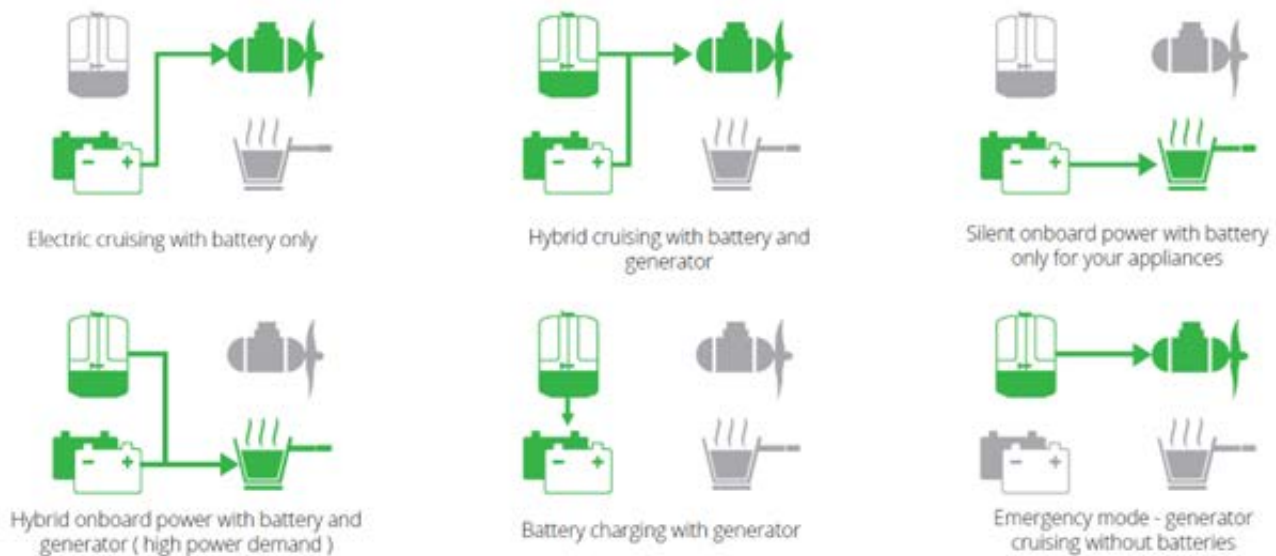 Electric cruising with battery only
Hybrid cruising with battery and
generator
Silent onboard power with battery
only for your appliances
Hybrid onboard power with battery and
generator ( high power demand )
Battery charging with generator
Emergency mode - generator
cruising without batteries